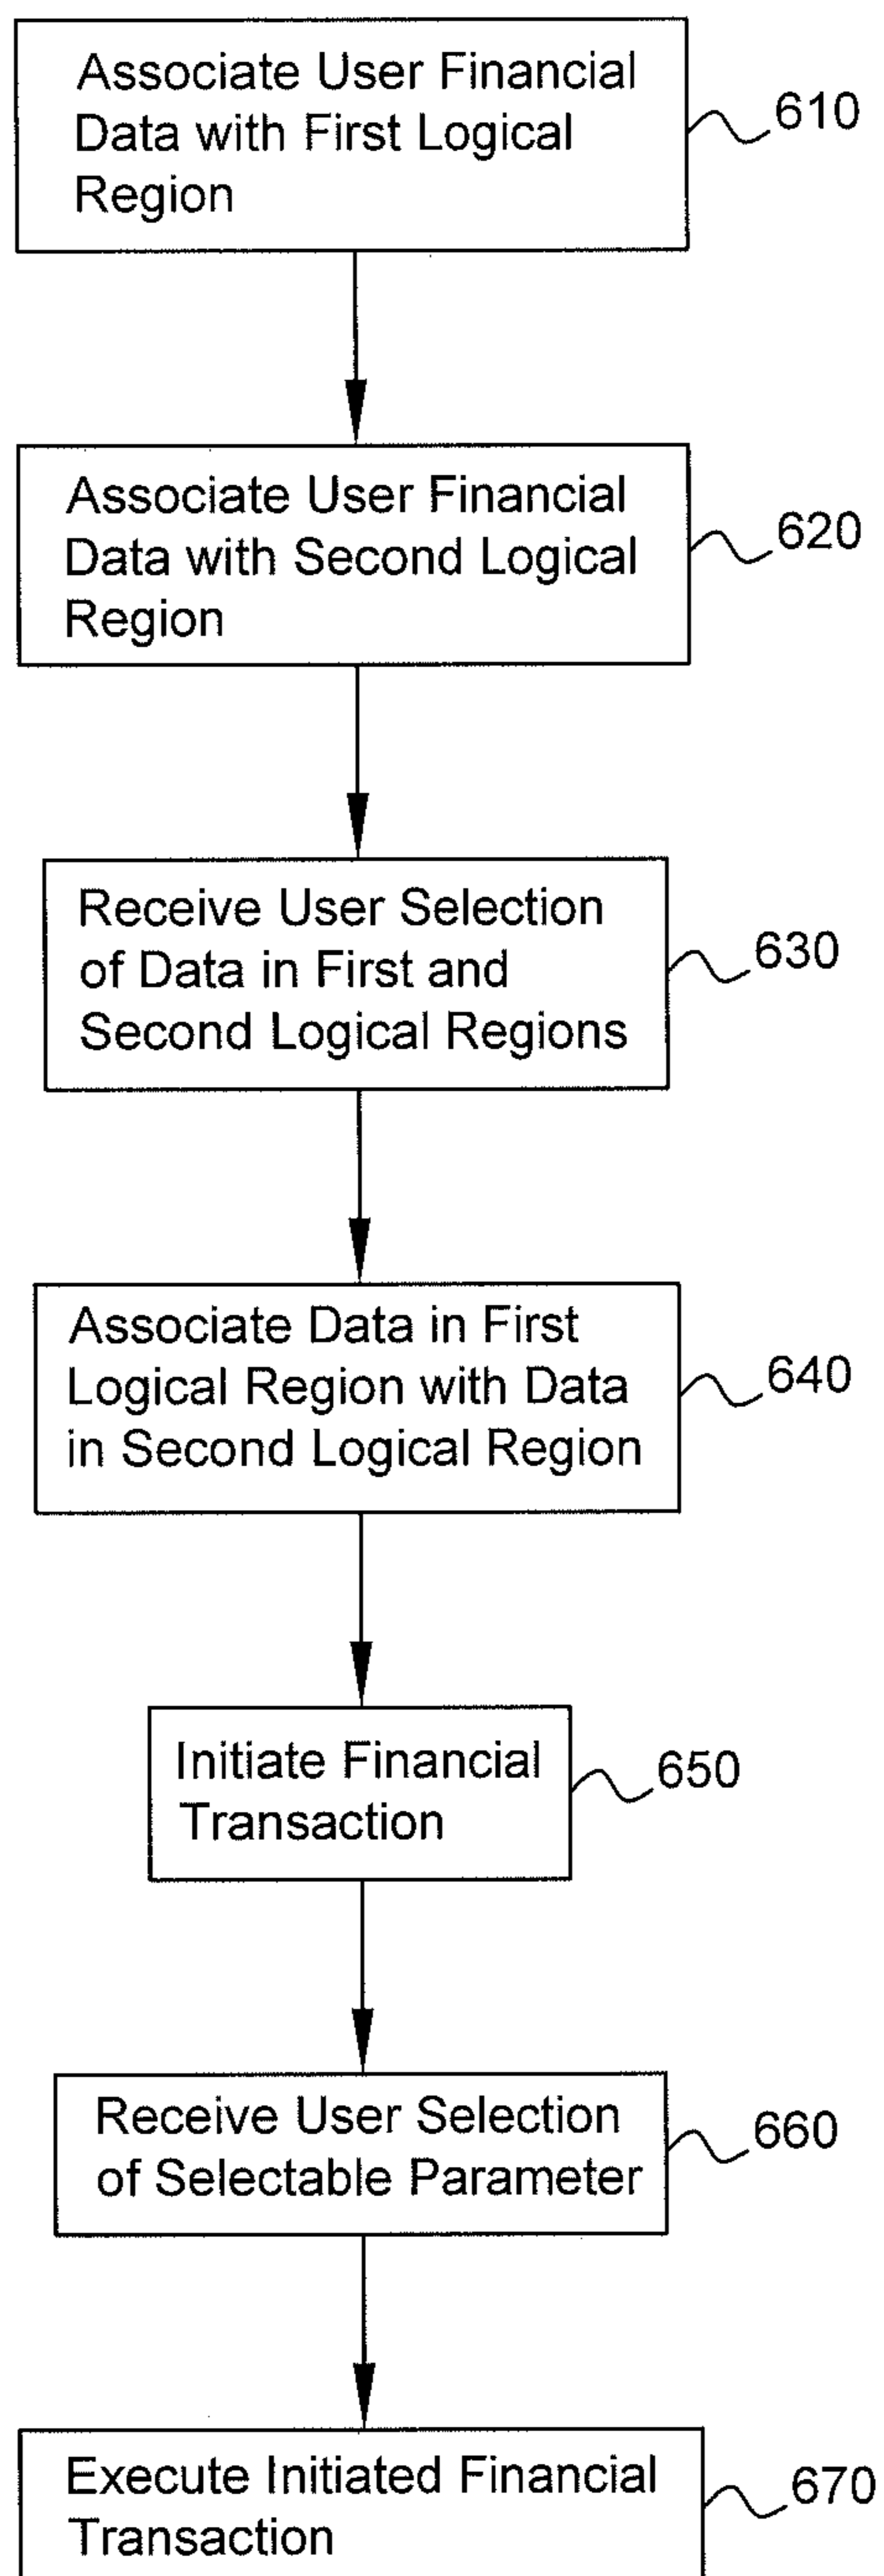 Associate User Financial
Data with First Logical
Region
610
Associate User Financial
Data with Second Logical
Region
620
Receive User Selection
of Data in First and
Second Logical Regions
630
Associate Data in First
Logical Region with Data
in Second Logical Region
640
Initiate Financial
Transaction
650
Receive User Selection
of Selectable Parameter
660
Execute Initiated Financial
Transaction
670